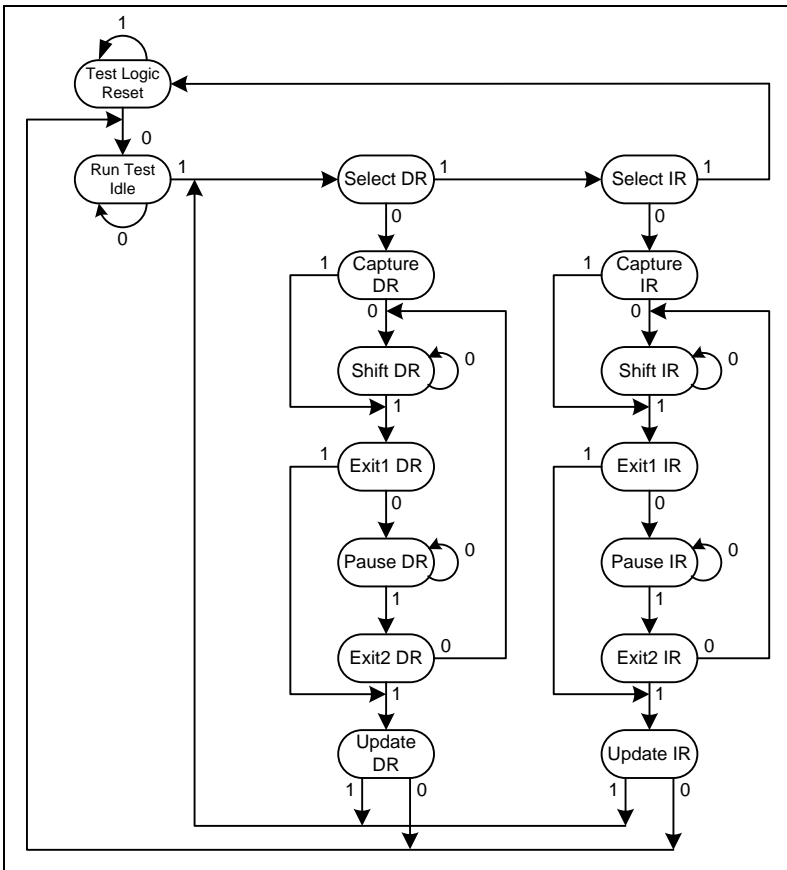 1
Test Logic
Reset
0
Run Test
Idle
1
0
Select DR
1
0
Select IR
1
0
Capture
DR
1
0
Capture
IR
1
0
Shift DR
0
1
Shift IR
0
1
Exit1 DR
1
0
Exit1 IR
1
0
Pause DR
0
1
Pause IR
0
1
Exit2 DR
0
1
Exit2 IR
0
1
Update
DR
1
0
Update IR
1
0